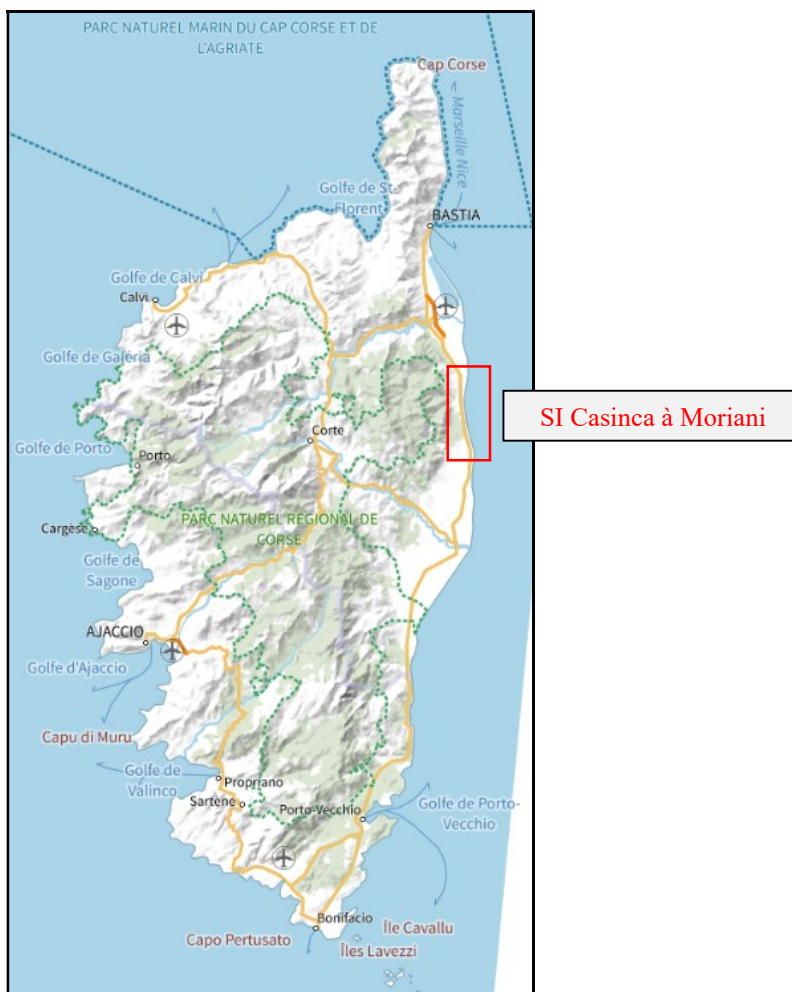 PARC NATUREL MARIN DU CAP CORSE ET DE
L'AGRIATE
Cap Corse
Marseille Nice
Golfe de St-
Florent
BASTIA
Golfe de Calvi
Calvi
Golfe de Galéria
SI Casinca à Moriani
Golfe de Porto
Corte
Porto
PARC NATUREL REGIONAL DE
CORSE
Cargèse
Golfe de
Sagone
AJACCIO
Golfe d'Ajaccio
Capu di Muru
Golfe de
Valinco
Propriano
Sartène
Porto-Vecchio
Golfe de Porto-
Vecchio
Bonifacio
Île Cavallu
Capo Pertusato
Îles Lavezzi